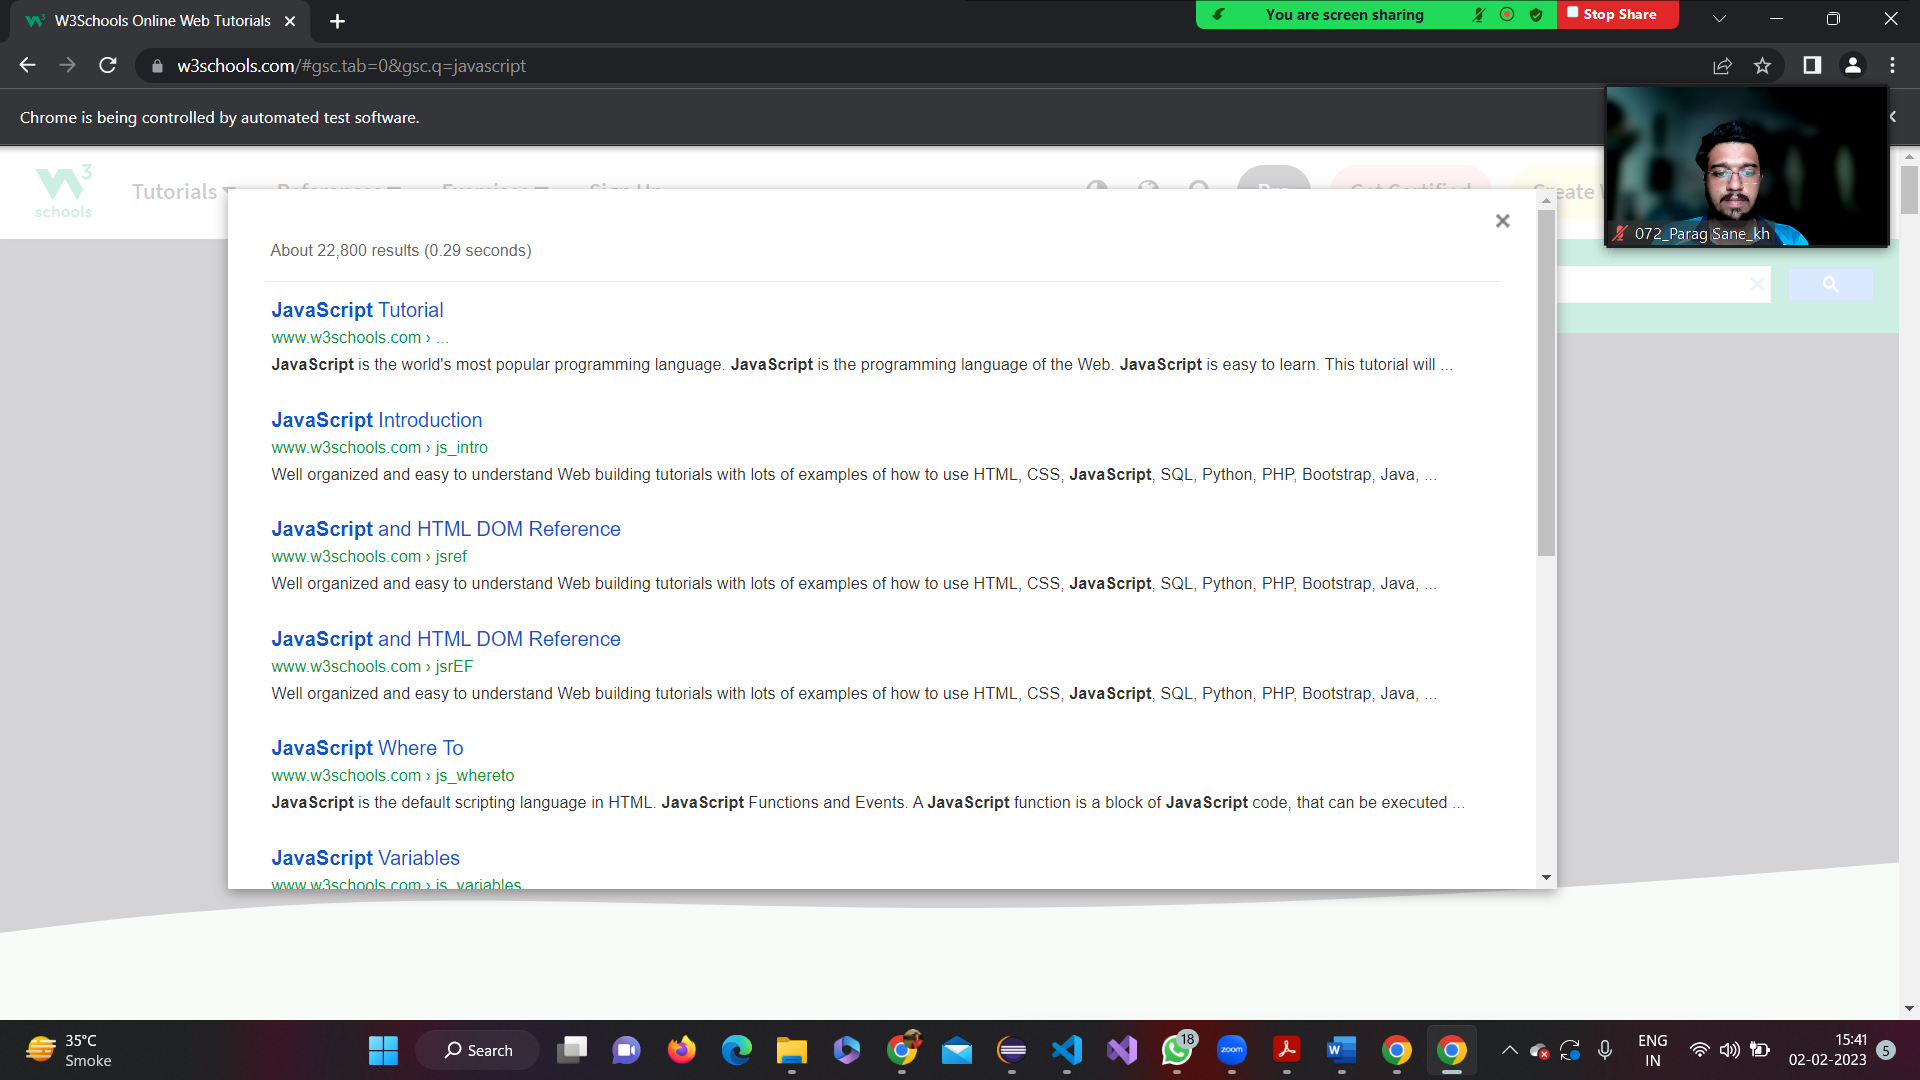 W3Schools Online Web Tutorials
You are screen sharing
Stop Share
w3schools.com/#gsc.tab=0&gsc.q=javascript
Chrome is being controlled by automated test software.
3
schools
Tutorials
Get Certified
Create
072_Parag Sane_kh
About 22,800 results (0.29 seconds)
JavaScript Tutorial
www.w3schools.com › ...
JavaScript is the world's most popular programming language. JavaScript is the programming language of the Web. JavaScript is easy to learn. This tutorial will ...
JavaScript Introduction
www.w3schools.com › js_intro
Well organized and easy to understand Web building tutorials with lots of examples of how to use HTML, CSS, JavaScript, SQL, Python, PHP, Bootstrap, Java, ...
JavaScript and HTML DOM Reference
www.w3schools.com › jsref
Well organized and easy to understand Web building tutorials with lots of examples of how to use HTML, CSS, JavaScript, SQL, Python, PHP, Bootstrap, Java, ...
JavaScript and HTML DOM Reference
www.w3schools.com › jsrEF
Well organized and easy to understand Web building tutorials with lots of examples of how to use HTML, CSS, JavaScript, SQL, Python, PHP, Bootstrap, Java, ...
JavaScript Where To
www.w3schools.com › js_whereto
JavaScript is the default scripting language in HTML. JavaScript Functions and Events. A JavaScript function is a block of JavaScript code, that can be executed ...
JavaScript Variables
www.w3schools.com › js_variables
35°C
Smoke
Search
18
zoom
ENG
IN
15:41
02-02-2023
5